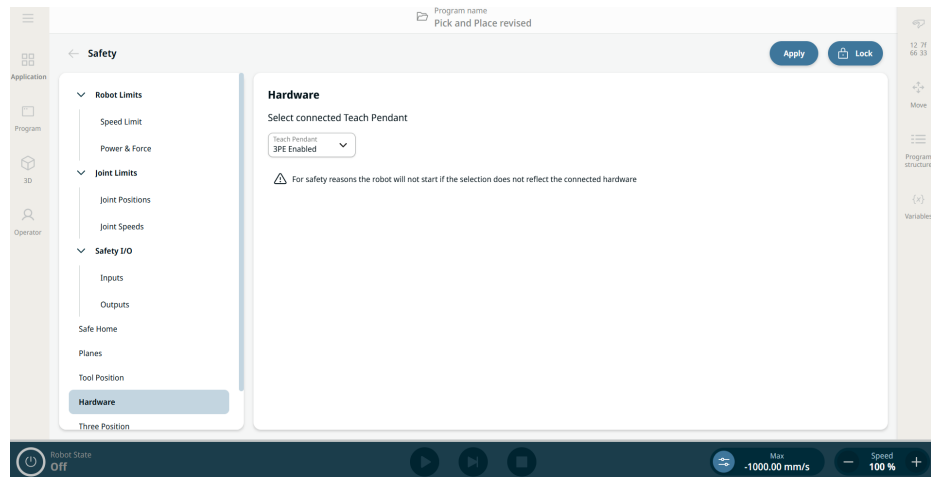 Program name
Pick and Place revised
Safety
Apply
Lock
12 7f
66 33
Application
Program
3D
Operator
Robot Limits
Speed Limit
Power & Force
Joint Limits
Joint Positions
Joint Speeds
Safety I/O
Inputs
Outputs
Safe Home
Planes
Tool Position
Hardware
Three Position
Hardware
Select connected Teach Pendant
Teach Pendant
3PE Enabled
For safety reasons the robot will not start if the selection does not reflect the connected hardware
Move
Program
structure
{x}
Variables
Robot State
Off
Max
-1000.00 mm/s
Speed
100 %